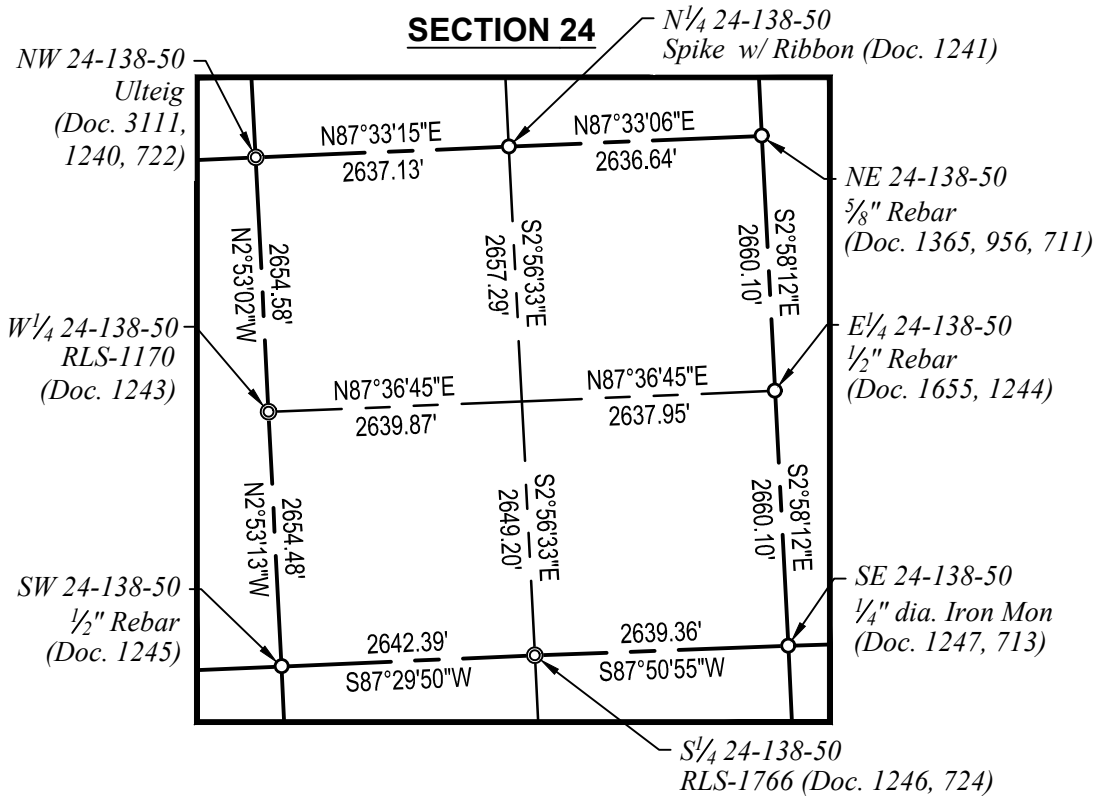 SECTION 24
N¼ 24-138-50
Spike w/ Ribbon (Doc. 1241)
NW 24-138-50
Ulteig
(Doc. 3111,
1240, 722)
N87°33'15"E
2637.13'
N87°33'06"E
2636.64'
NE 24-138-50
⅝" Rebar
(Doc. 1365, 956, 711)
2654.58'
N2°53'02"W
S2°56'33"E
2657.29'
S2°58'12"E
2660.10'
W¼ 24-138-50
RLS-1170
(Doc. 1243)
N87°36'45"E
2639.87'
N87°36'45"E
2637.95'
E¼ 24-138-50
½" Rebar
(Doc. 1655, 1244)
2654.48'
N2°53'13"W
S2°56'33"E
2649.20'
S2°58'12"E
2660.10'
SW 24-138-50
½" Rebar
(Doc. 1245)
2642.39'
S87°29'50"W
2639.36'
S87°50'55"W
SE 24-138-50
¼" dia. Iron Mon
(Doc. 1247, 713)
S¼ 24-138-50
RLS-1766 (Doc. 1246, 724)